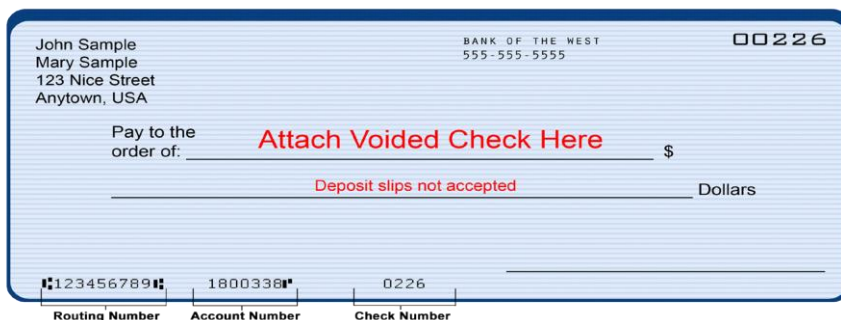 John Sample
Mary Sample
123 Nice Street
Anytown, USA
BANK OF THE WEST
555-555-5555
00226
Pay to the
order of: Attach Voided Check Here $
Deposit slips not accepted Dollars
⑆123456789⑆ 1800338⑈ 0226
Routing Number Account Number Check Number